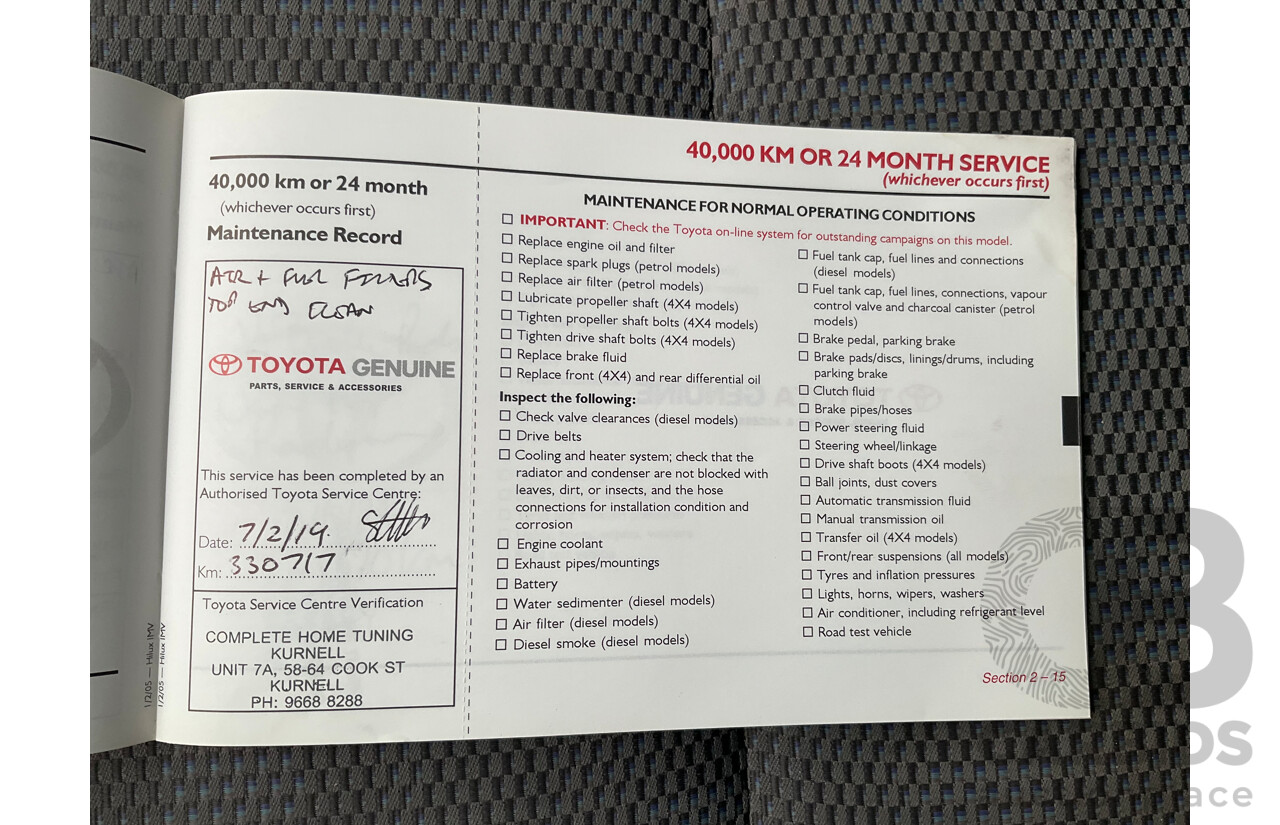 40,000 km or 24 month
(whichever occurs first)
Maintenance Record
AIR + FUEL FILTERS
TOP END CLEAN
TOYOTA GENUINE
PARTS, SERVICE & ACCESSORIES
This service has been completed by an
Authorised Toyota Service Centre:
Date: 7/2/19
Km: 330717
Toyota Service Centre Verification
COMPLETE HOME TUNING
KURNELL
UNIT 7A, 58-64 COOK ST
KURNELL
PH: 9668 8288
1/2/05 — Hilux IMV
1/2/05 — Hilux IMV
40,000 KM OR 24 MONTH SERVICE
(whichever occurs first)
MAINTENANCE FOR NORMAL OPERATING CONDITIONS
IMPORTANT: Check the Toyota on-line system for outstanding campaigns on this model.
Replace engine oil and filter
Replace spark plugs (petrol models)
Replace air filter (petrol models)
Lubricate propeller shaft (4X4 models)
Tighten propeller shaft bolts (4X4 models)
Tighten drive shaft bolts (4X4 models)
Replace brake fluid
Replace front (4X4) and rear differential oil
Inspect the following:
Check valve clearances (diesel models)
Drive belts
Cooling and heater system; check that the
radiator and condenser are not blocked with
leaves, dirt, or insects, and the hose
connections for installation condition and
corrosion
Engine coolant
Exhaust pipes/mountings
Battery
Water sedimenter (diesel models)
Air filter (diesel models)
Diesel smoke (diesel models)
Fuel tank cap, fuel lines and connections
(diesel models)
Fuel tank cap, fuel lines, connections, vapour
control valve and charcoal canister (petrol
models)
Brake pedal, parking brake
Brake pads/discs, linings/drums, including
parking brake
Clutch fluid
Brake pipes/hoses
Power steering fluid
Steering wheel/linkage
Drive shaft boots (4X4 models)
Ball joints, dust covers
Automatic transmission fluid
Manual transmission oil
Transfer oil (4X4 models)
Front/rear suspensions (all models)
Tyres and inflation pressures
Lights, horns, wipers, washers
Air conditioner, including refrigerant level
Road test vehicle
Section 2 – 15